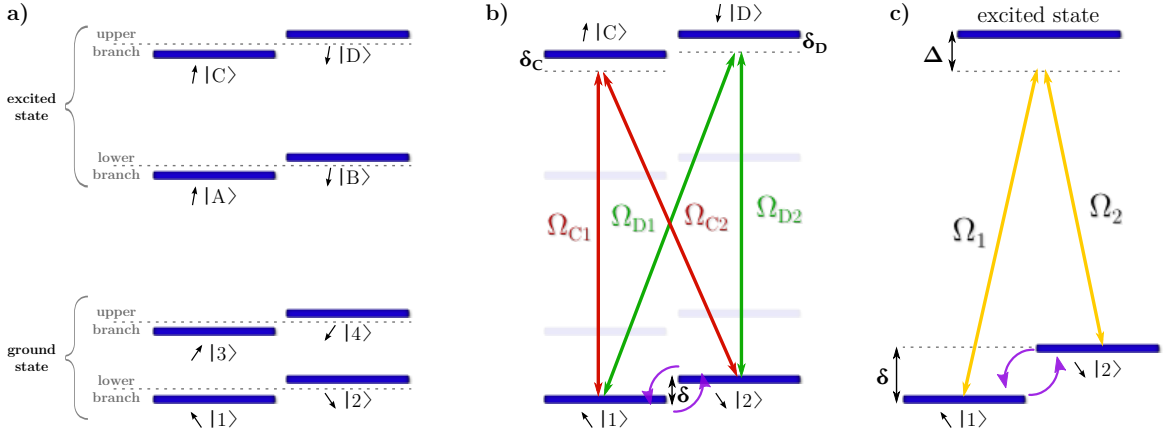 a)
upper
branch
|C⟩
|D⟩
excited
state
lower
branch
|A⟩
|B⟩
upper
branch
|3⟩
|4⟩
ground
state
lower
branch
|1⟩
|2⟩
b)
|C⟩
|D⟩
δC
δD
ΩC1
ΩD1
ΩC2
ΩD2
δ
|1⟩
|2⟩
c)
excited state
Δ
Ω1
Ω2
δ
|2⟩
|1⟩